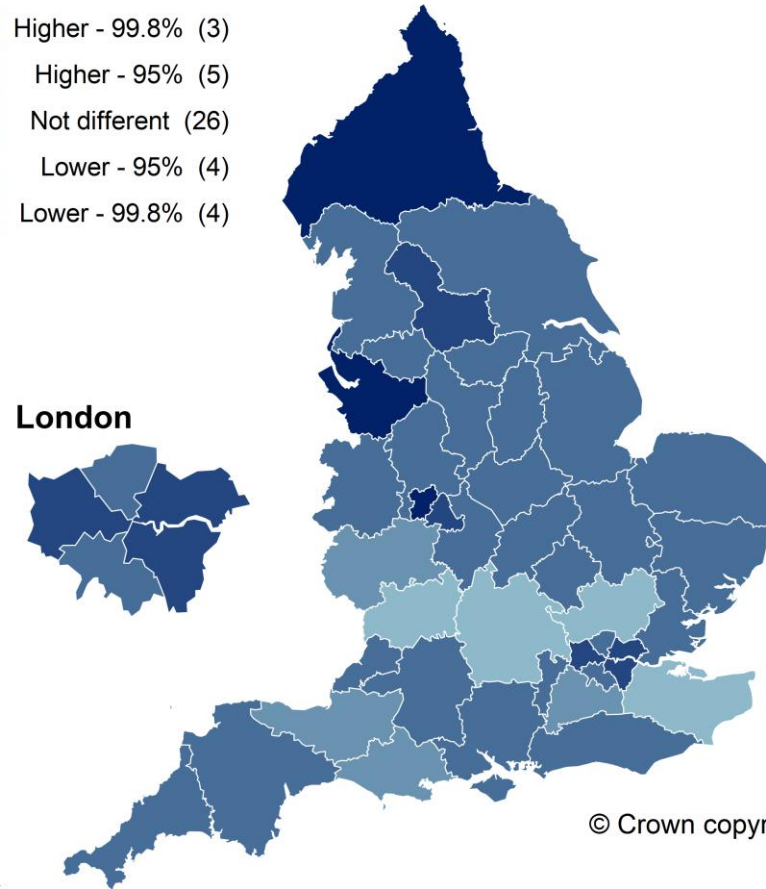 Higher - 99.8% (3)
Higher - 95% (5)
Not different (26)
Lower - 95% (4)
Lower - 99.8% (4)
London
© Crown copyr